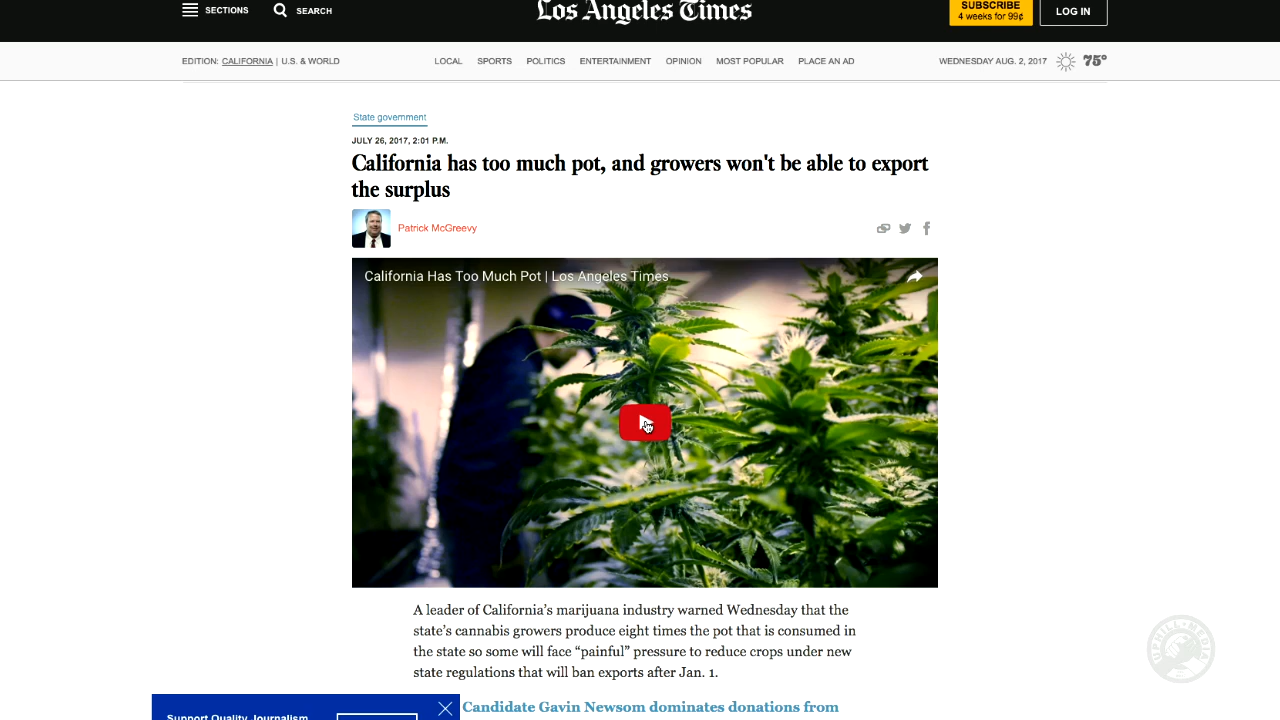 SECTIONS
SEARCH
Los Angeles Times
SUBSCRIBE
4 weeks for 99¢
LOG IN
EDITION: CALIFORNIA | U.S. & WORLD
LOCAL SPORTS POLITICS ENTERTAINMENT OPINION MOST POPULAR PLACE AN AD
WEDNESDAY AUG. 2, 2017
75°
State government
JULY 26, 2017, 2:01 P.M.
California has too much pot, and growers won't be able to export
the surplus
Patrick McGreevy
California Has Too Much Pot | Los Angeles Times
A leader of California’s marijuana industry warned Wednesday that the
state’s cannabis growers produce eight times the pot that is consumed in
the state so some will face “painful” pressure to reduce crops under new
state regulations that will ban exports after Jan. 1.
Candidate Gavin Newsom dominates donations from
Support Quality Journalism
UPHILL MEDIA